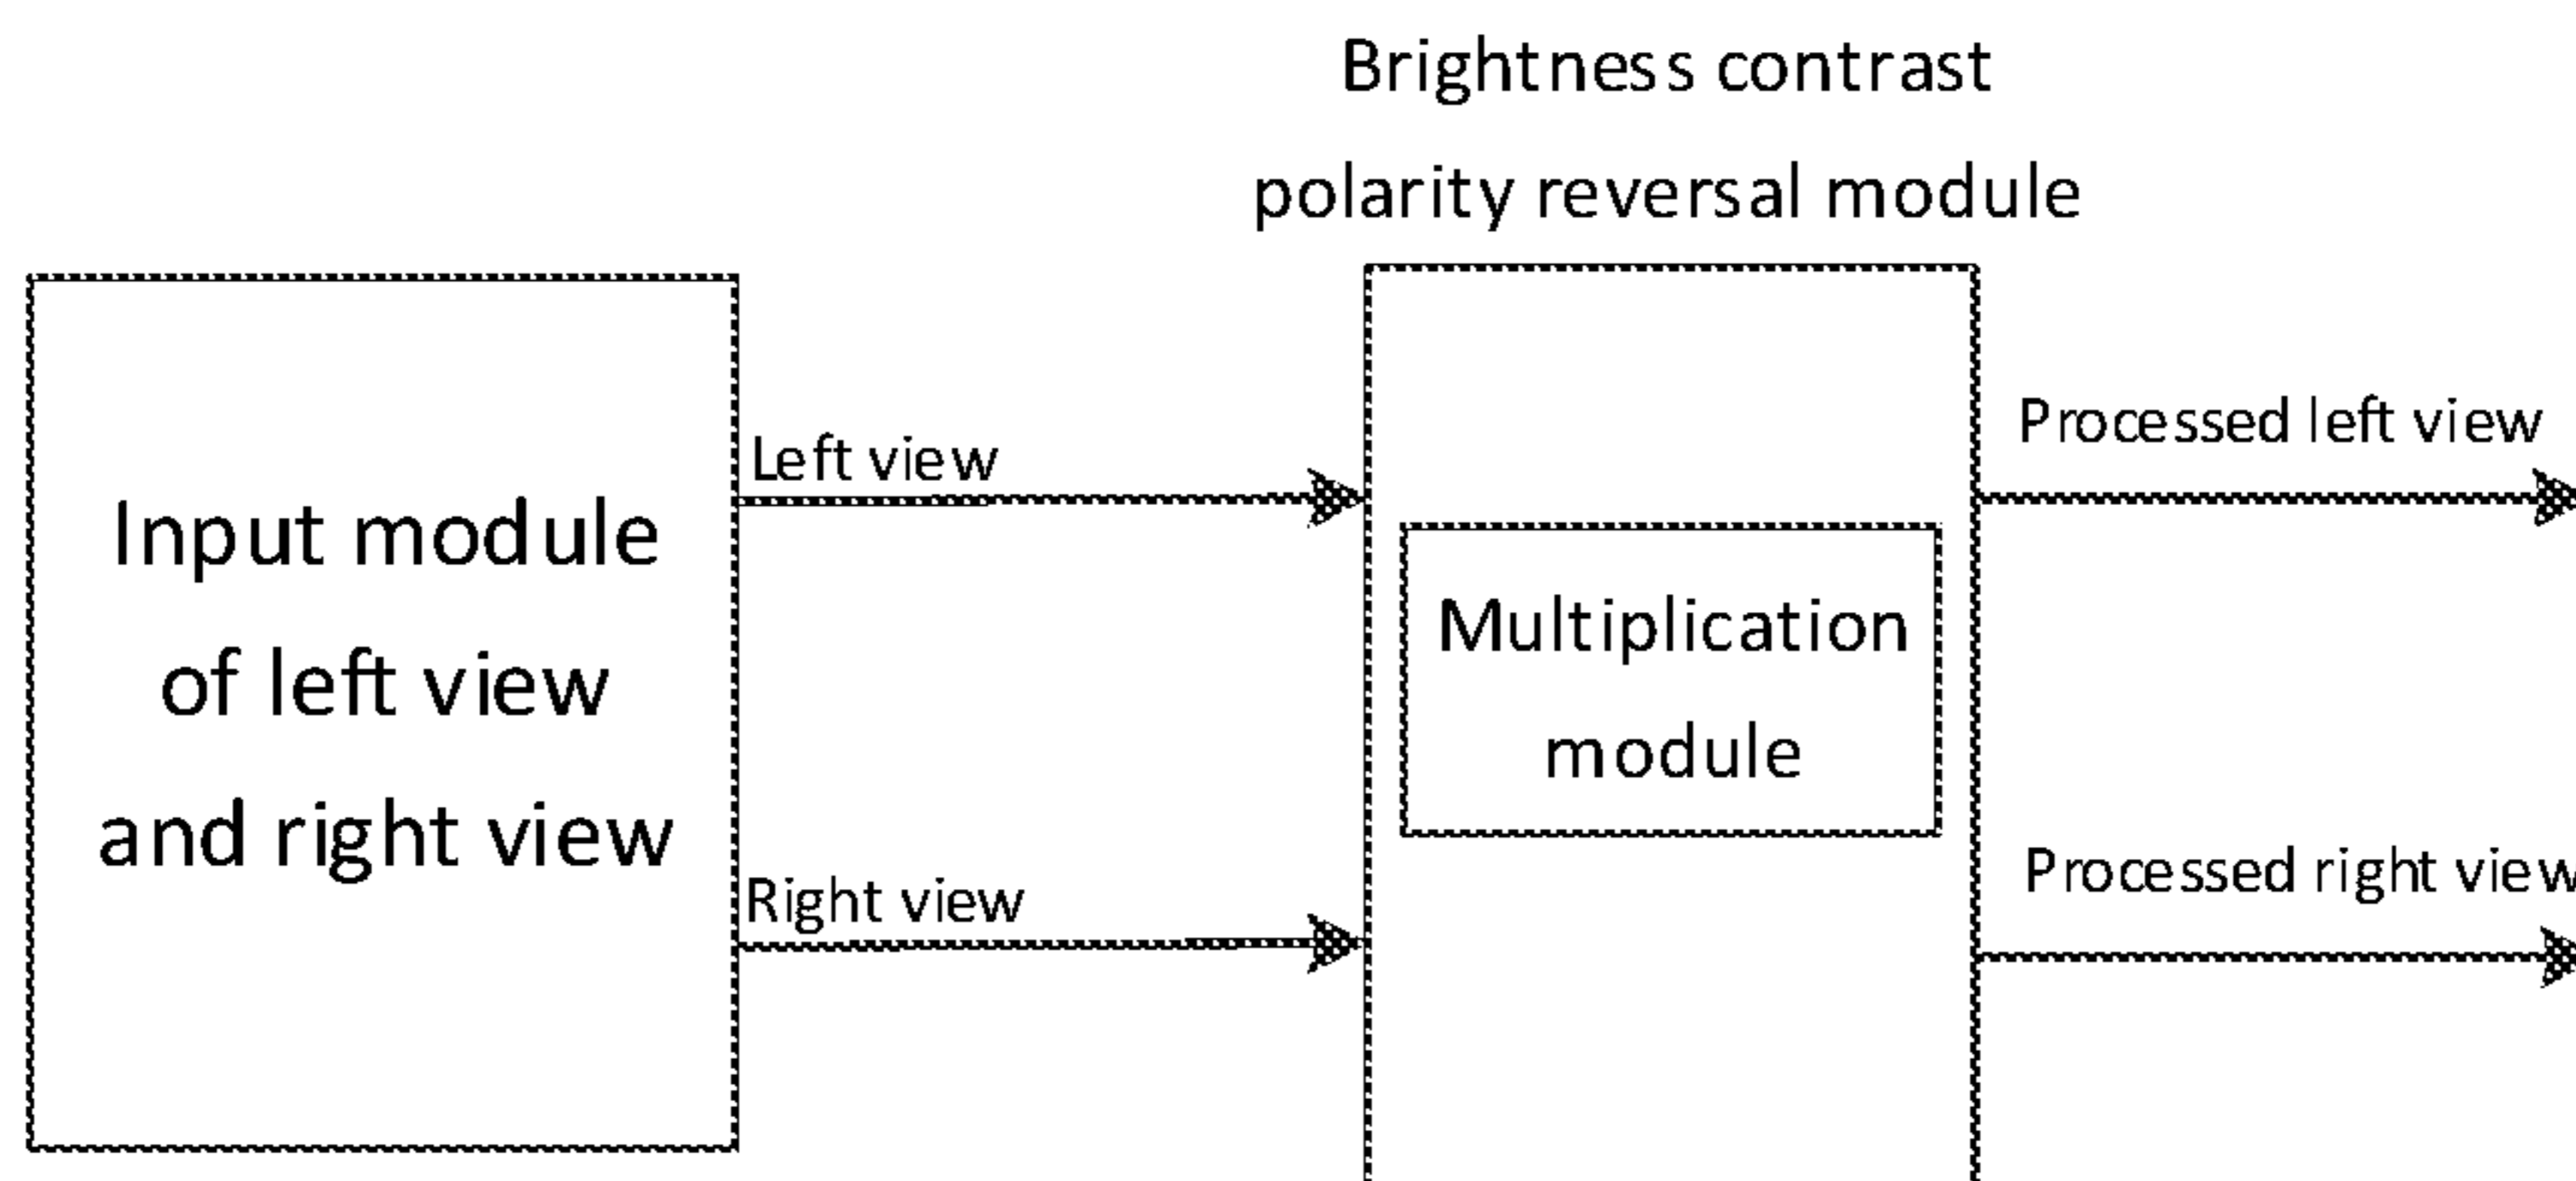 Brightness contrast
polarity reversal module
Input module
of left view
and right view
Left view
Right view
Multiplication
module
Processed left view
Processed right view